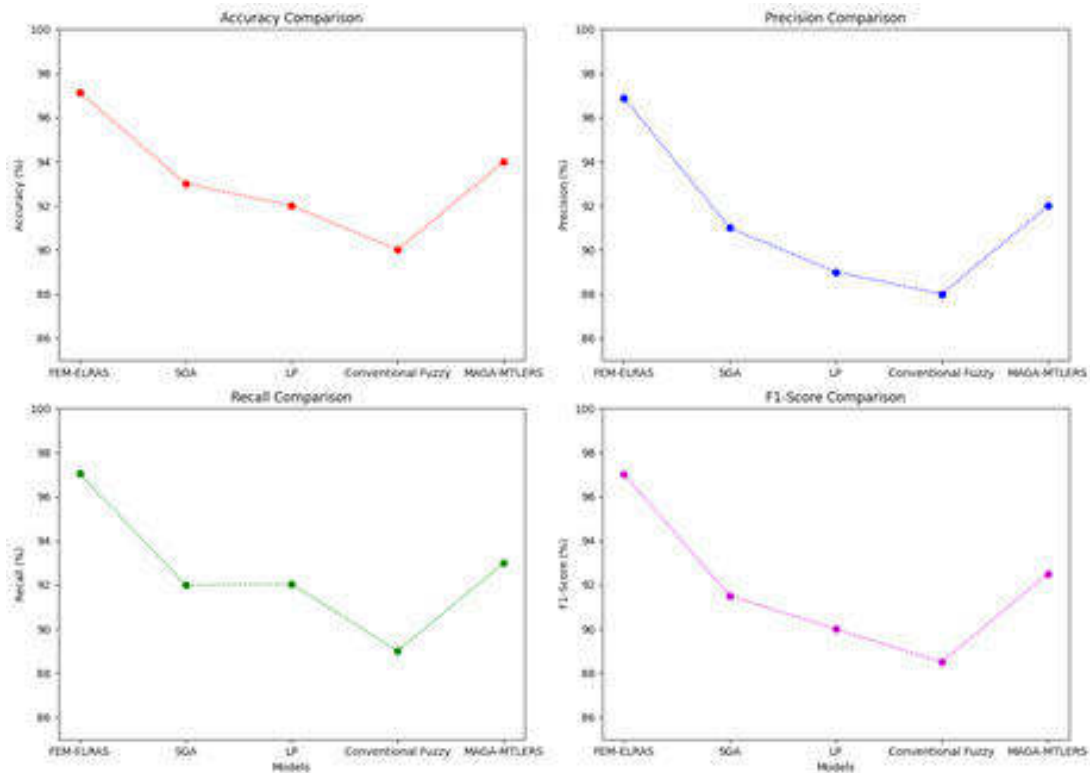 Accuracy Comparison
Accuracy (%)
100
98
96
94
92
90
88
86
FEM-ELRAS SGA LP Conventional Fuzzy MAGA-MTLERS
Precision Comparison
Precision (%)
100
98
96
94
92
90
88
86
FEM-ELRAS SGA LP Conventional Fuzzy MAGA-MTLERS
Recall Comparison
Recall (%)
100
98
96
94
92
90
88
86
FEM-ELRAS SGA LP Conventional Fuzzy MAGA-MTLERS
Models
F1-Score Comparison
F1-Score (%)
100
98
96
94
92
90
88
86
FEM-ELRAS SGA LP Conventional Fuzzy MAGA-MTLERS
Models